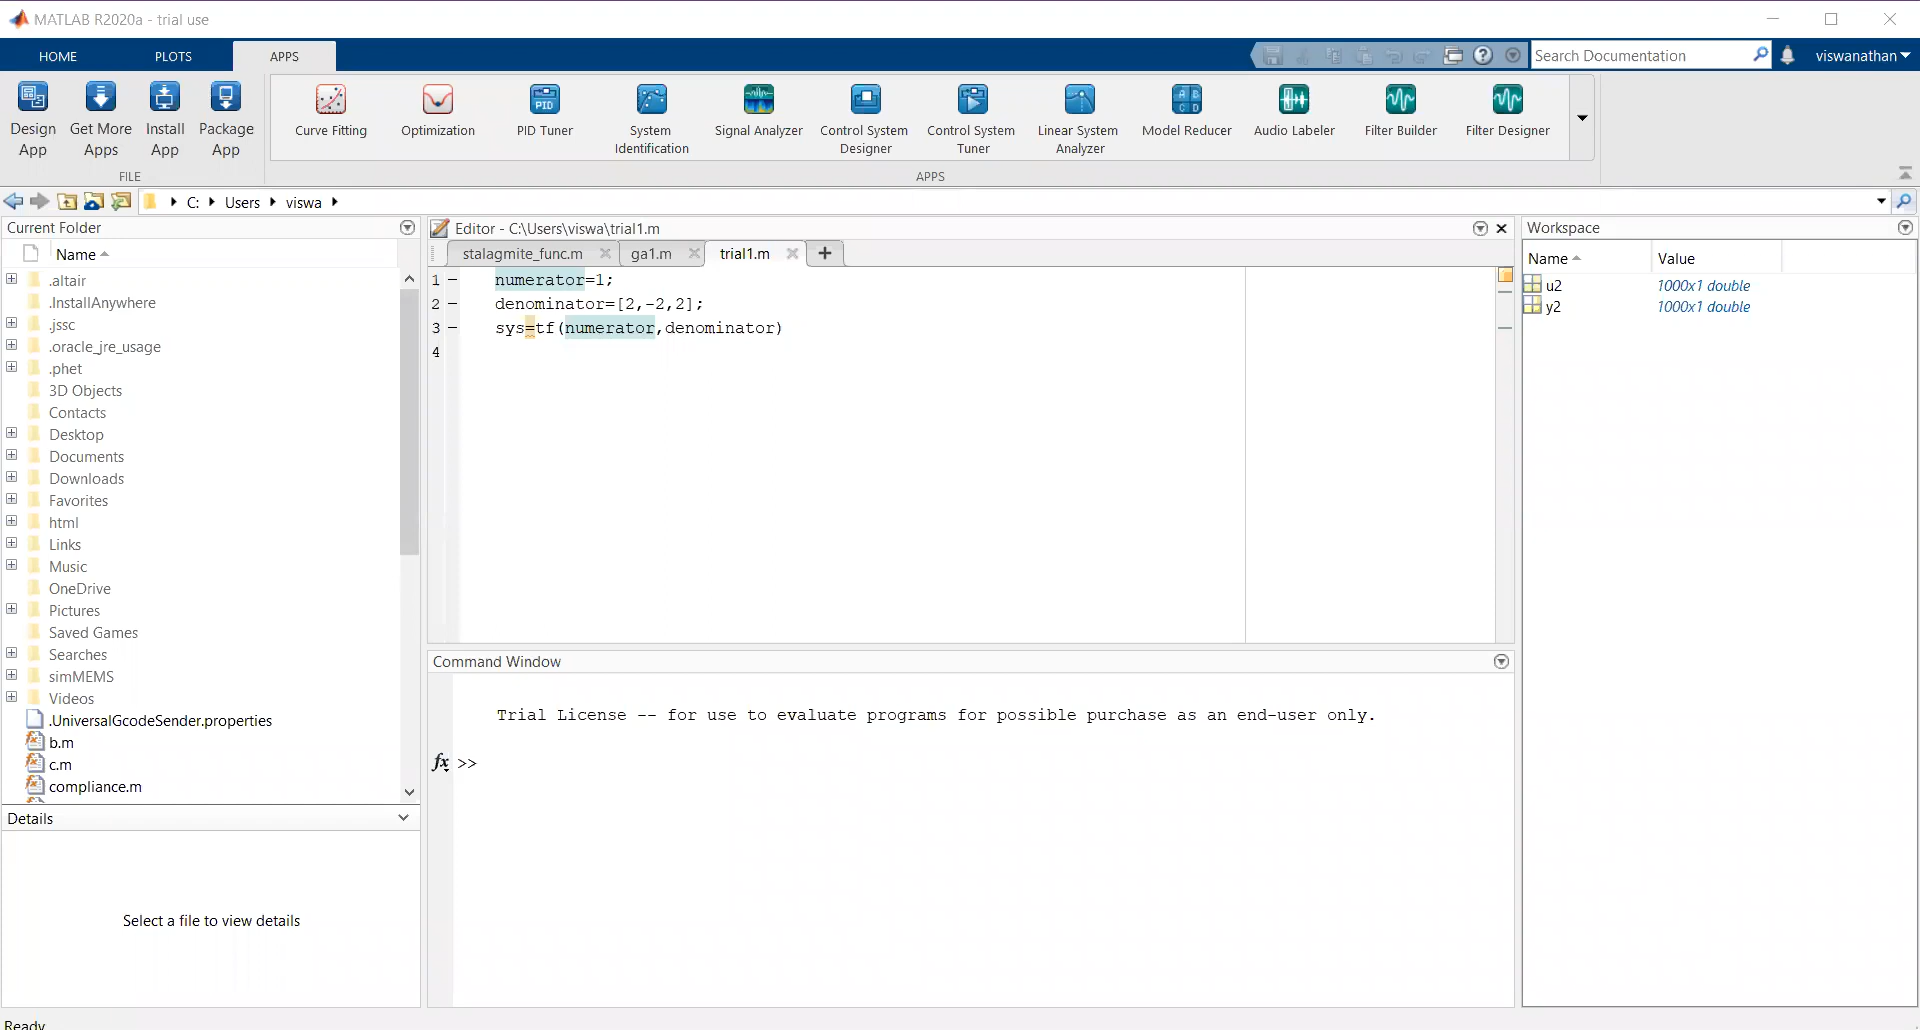 MATLAB R2020a - trial use
HOME PLOTS APPS
Search Documentation
viswanathan
Design App
Get More Apps
Install App
Package App
FILE
Curve Fitting
Optimization
PID
PID Tuner
System Identification
Signal Analyzer
Control System Designer
Control System Tuner
Linear System Analyzer
A B
C D
Model Reducer
Audio Labeler
Filter Builder
Filter Designer
APPS
C: Users viswa
Current Folder
Name
.altair
.InstallAnywhere
.jssc
.oracle_jre_usage
.phet
3D Objects
Contacts
Desktop
Documents
Downloads
Favorites
html
Links
Music
OneDrive
Pictures
Saved Games
Searches
simMEMS
Videos
.UniversalGcodeSender.properties
b.m
c.m
compliance.m
Details
Select a file to view details
Editor - C:\Users\viswa\trial1.m
stalagmite_func.m ga1.m trial1.m
1 – numerator=1;
2 – denominator=[2,-2,2];
3 – sys=tf(numerator,denominator)
4
Command Window
Trial License -- for use to evaluate programs for possible purchase as an end-user only.
fx >>
Workspace
Name Value
u2 1000x1 double
y2 1000x1 double
Ready